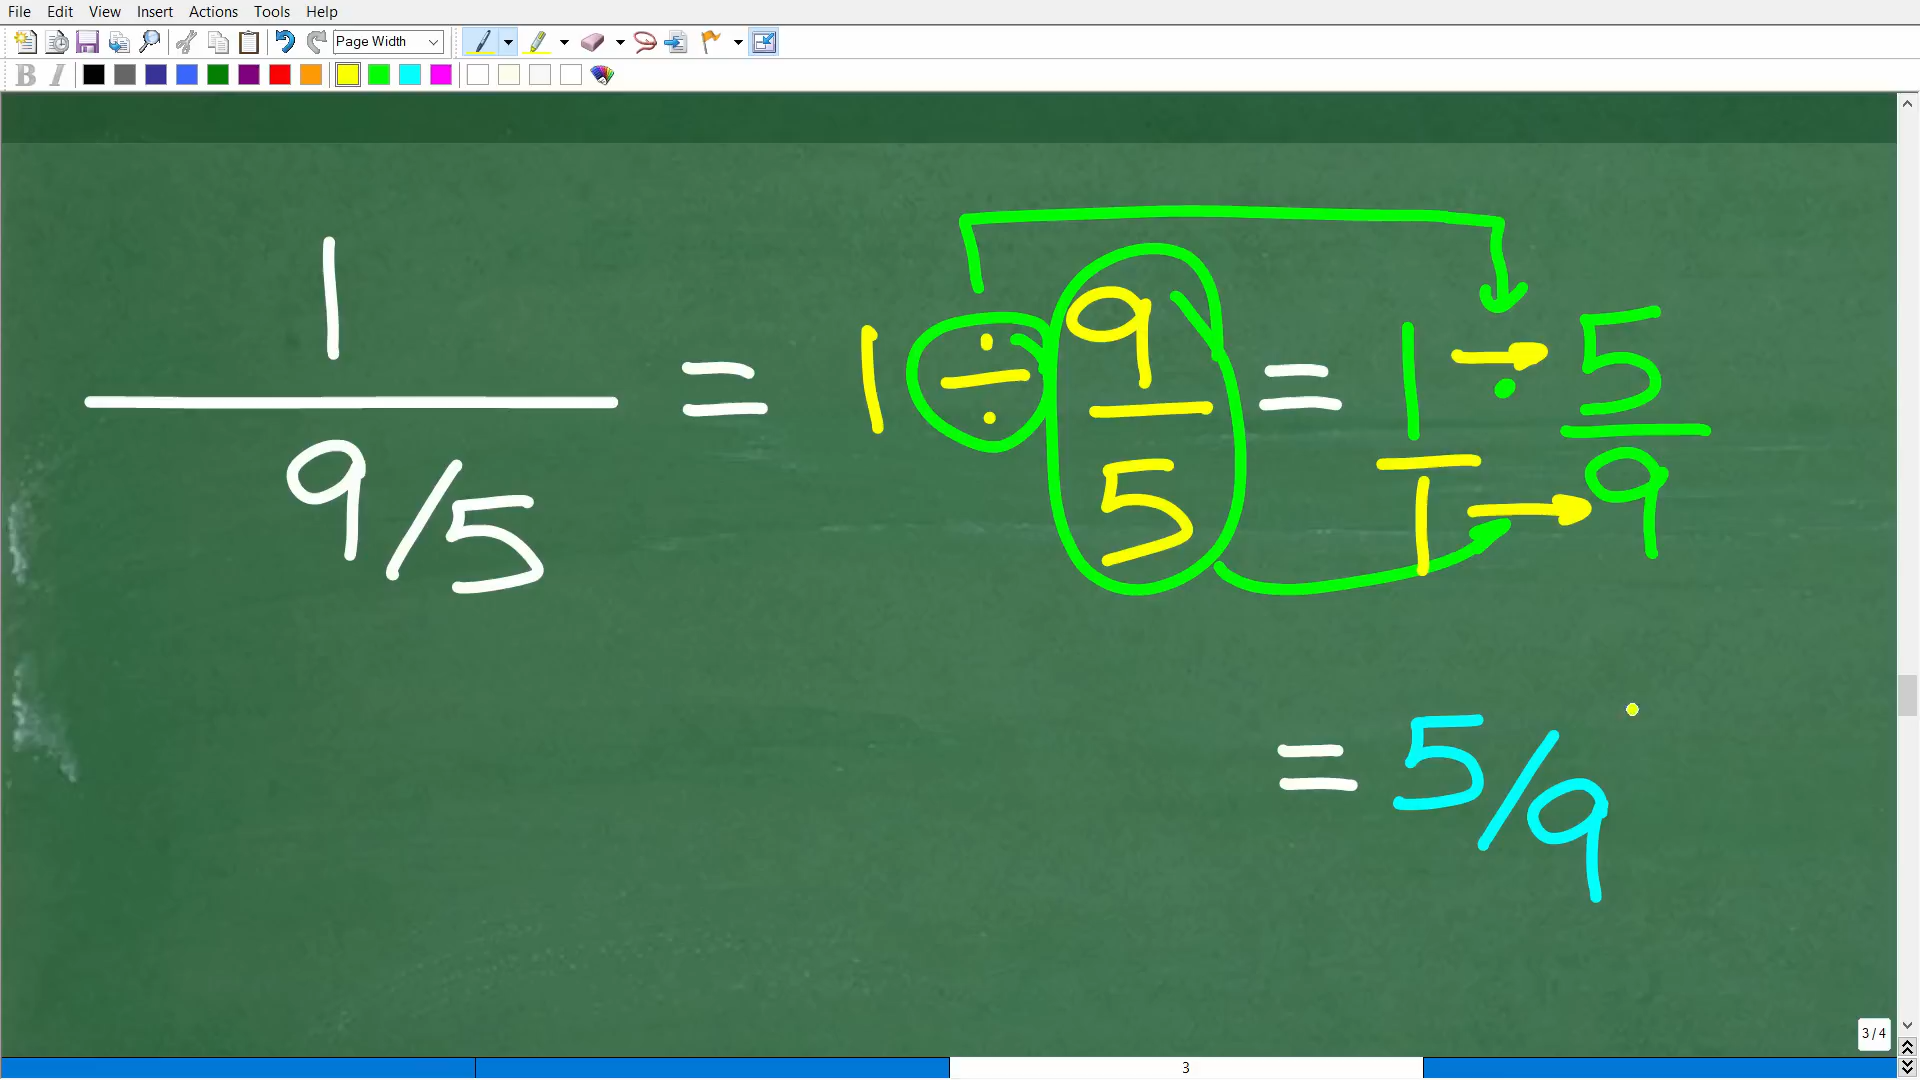 File Edit View Insert Actions Tools Help
Page Width
B I
1 / (9/5) = 1 ÷ 9/5 = 1/1 · 5/9
= 5/9
3 / 4
3